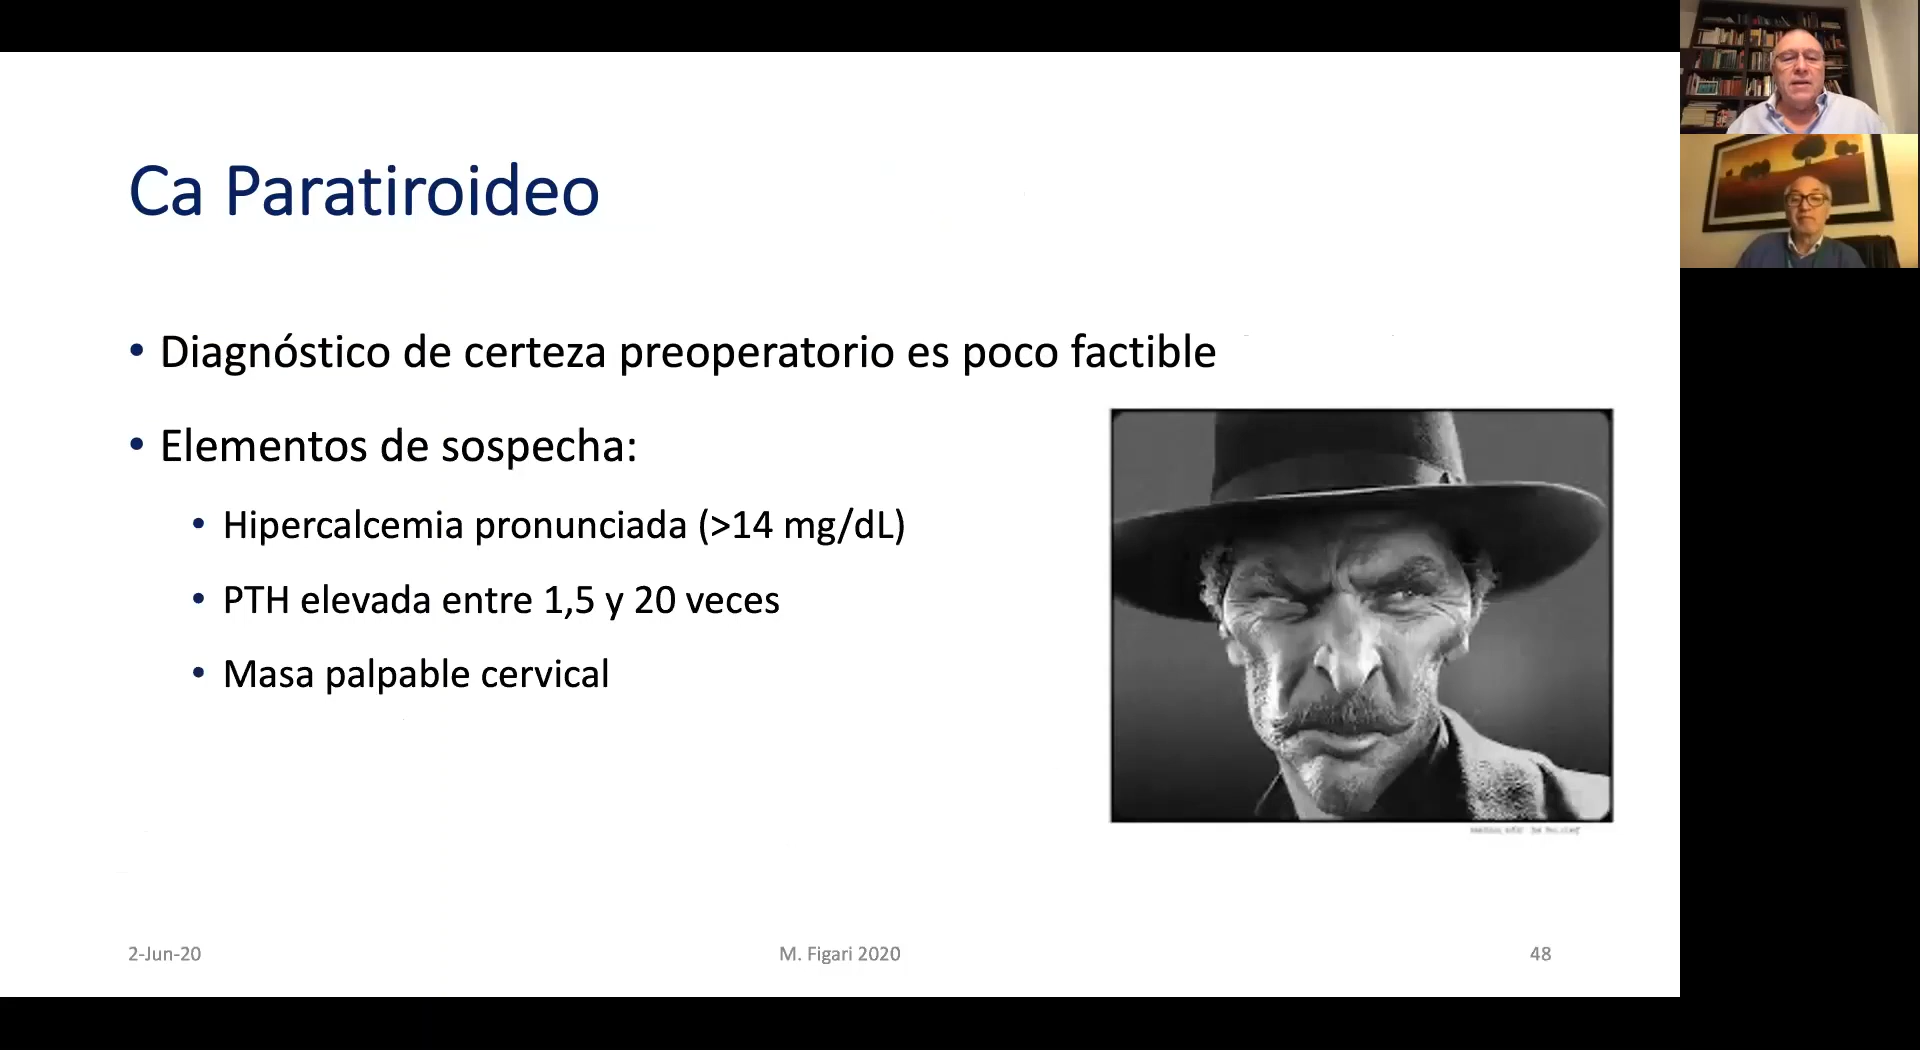 Ca Paratiroideo
• Diagnóstico de certeza preoperatorio es poco factible
• Elementos de sospecha:
• Hipercalcemia pronunciada (>14 mg/dL)
• PTH elevada entre 1,5 y 20 veces
• Masa palpable cervical
2-Jun-20
M. Figari 2020
48